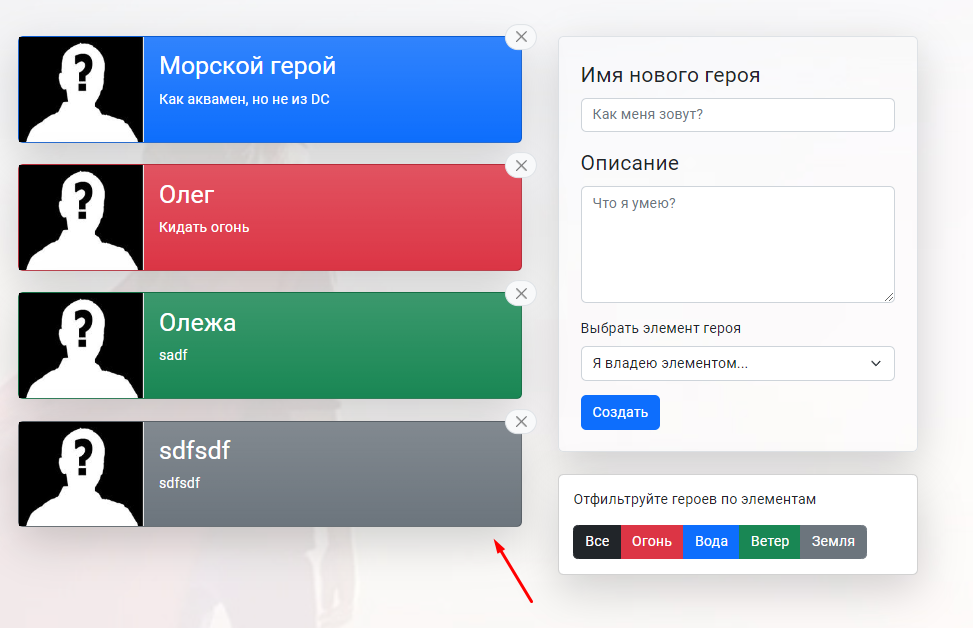 Морской герой
Как аквамен, но не из DC
Олег
Кидать огонь
Олежа
sadf
sdfsdf
sdfsdf
Имя нового героя
Как меня зовут?
Описание
Что я умею?
Выбрать элемент героя
Я владею элементом...
Создать
Отфильтруйте героев по элементам
Все Огонь Вода Ветер Земля